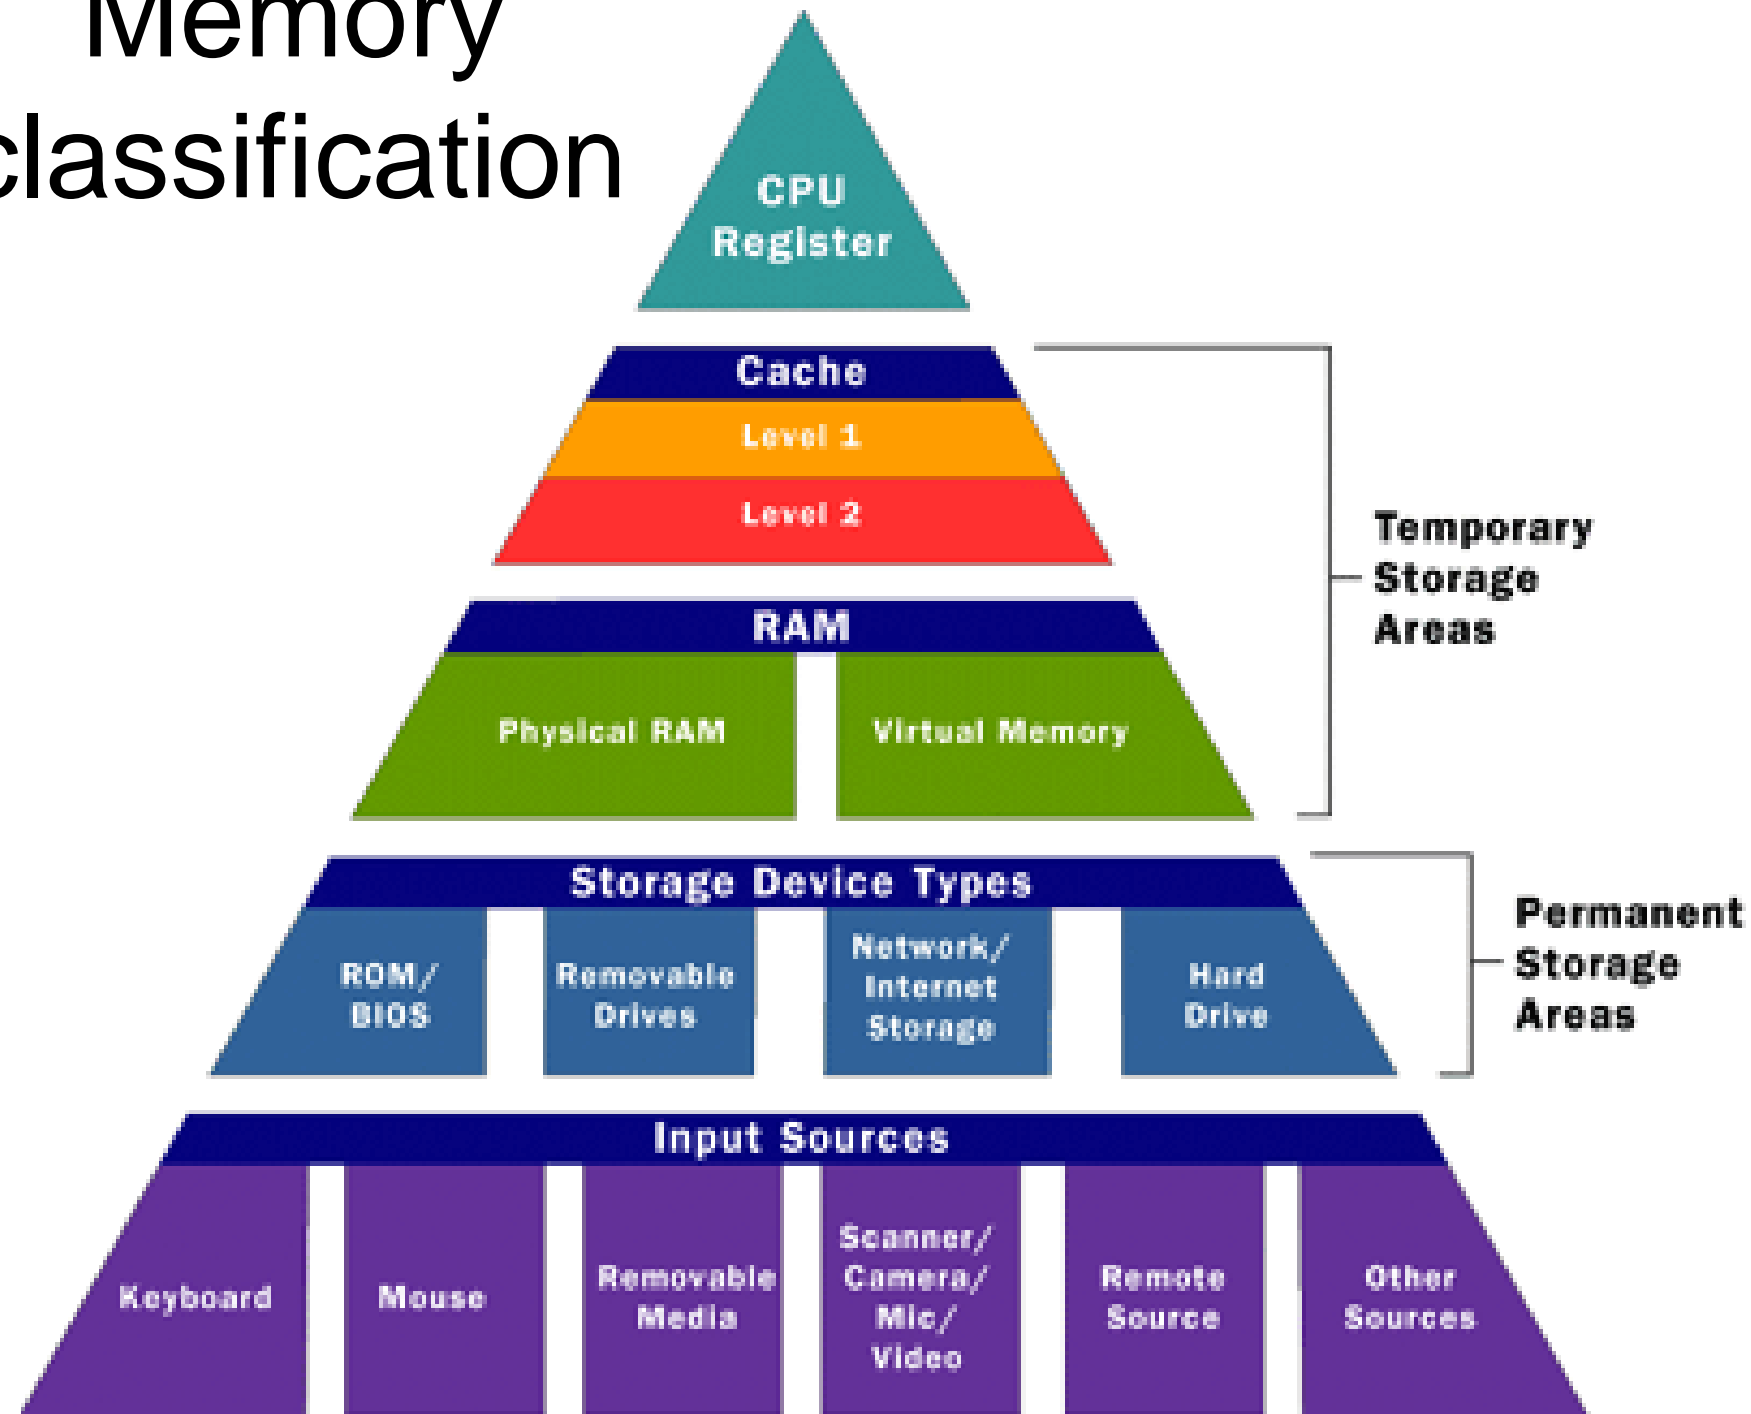 Memory
classification
CPU
Register
Cache
Level 1
Level 2
RAM
Physical RAM
Virtual Memory
Temporary
Storage
Areas
Storage Device Types
ROM/
BIOS
Removable
Drives
Network/
Internet
Storage
Hard
Drive
Permanent
Storage
Areas
Input Sources
Keyboard
Mouse
Removable
Media
Scanner/
Camera/
Mic/
Video
Remote
Source
Other
Sources